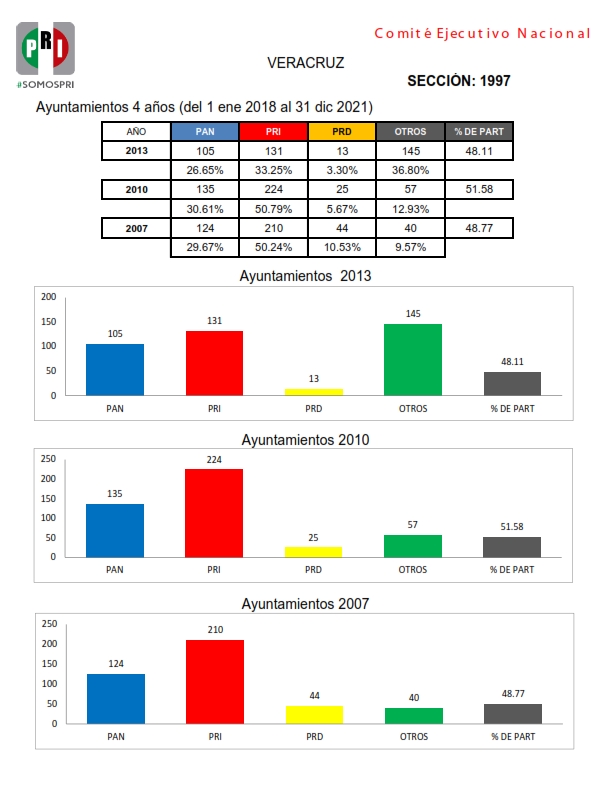 Comité Ejecutivo Nacional
PRI
#SOMOSPRI
VERACRUZ
SECCIÓN: 1997
Ayuntamientos 4 años (del 1 ene 2018 al 31 dic 2021)
AÑO PAN PRI PRD OTROS % DE PART
2013 105 131 13 145 48.11
26.65% 33.25% 3.30% 36.80%
2010 135 224 25 57 51.58
30.61% 50.79% 5.67% 12.93%
2007 124 210 44 40 48.77
29.67% 50.24% 10.53% 9.57%
Ayuntamientos 2013
200
150
100
50
0
105 131 13 145 48.11
PAN PRI PRD OTROS % DE PART
Ayuntamientos 2010
250
200
150
100
50
0
135 224 25 57 51.58
PAN PRI PRD OTROS % DE PART
Ayuntamientos 2007
250
200
150
100
50
0
124 210 44 40 48.77
PAN PRI PRD OTROS % DE PART